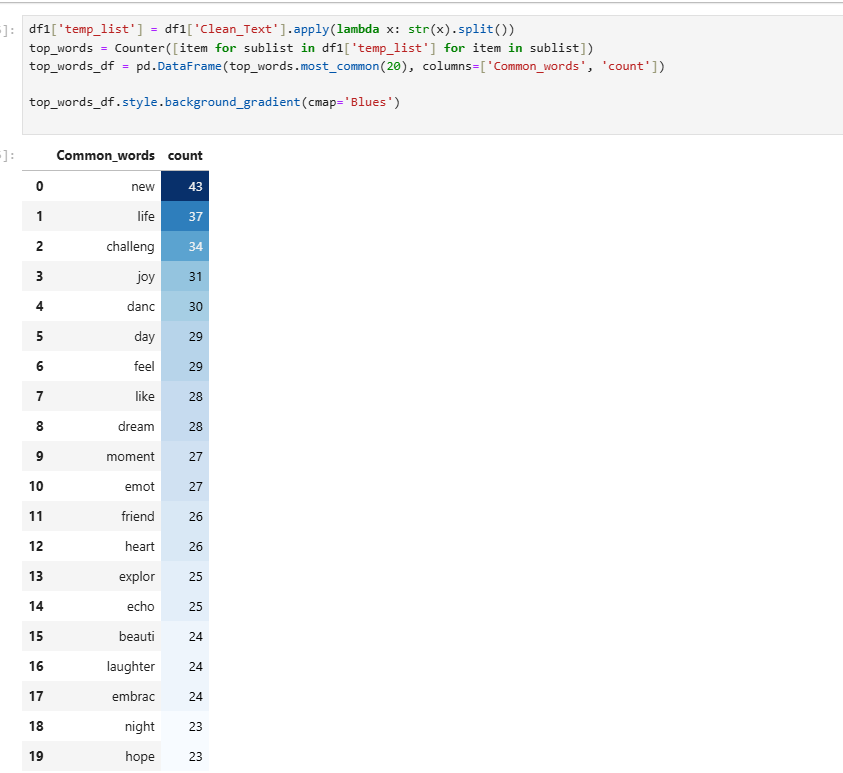 ]:
df1['temp_list'] = df1['Clean_Text'].apply(lambda x: str(x).split())
top_words = Counter([item for sublist in df1['temp_list'] for item in sublist])
top_words_df = pd.DataFrame(top_words.most_common(20), columns=['Common_words', 'count'])
top_words_df.style.background_gradient(cmap='Blues')
]:
Common_words count
0 new 43
1 life 37
2 challeng 34
3 joy 31
4 danc 30
5 day 29
6 feel 29
7 like 28
8 dream 28
9 moment 27
10 emot 27
11 friend 26
12 heart 26
13 explor 25
14 echo 25
15 beauti 24
16 laughter 24
17 embrac 24
18 night 23
19 hope 23